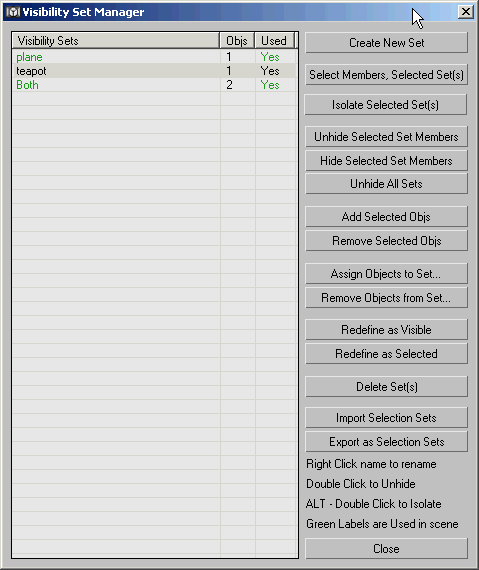 Visibility Set Manager
Visibility Sets Objs Used
plane 1 Yes
teapot 1 Yes
Both 2 Yes
Create New Set
Select Members, Selected Set(s)
Isolate Selected Set(s)
Unhide Selected Set Members
Hide Selected Set Members
Unhide All Sets
Add Selected Objs
Remove Selected Objs
Assign Objects to Set...
Remove Objects from Set...
Redefine as Visible
Redefine as Selected
Delete Set(s)
Import Selection Sets
Export as Selection Sets
Right Click name to rename
Double Click to Unhide
ALT - Double Click to Isolate
Green Labels are Used in scene
Close